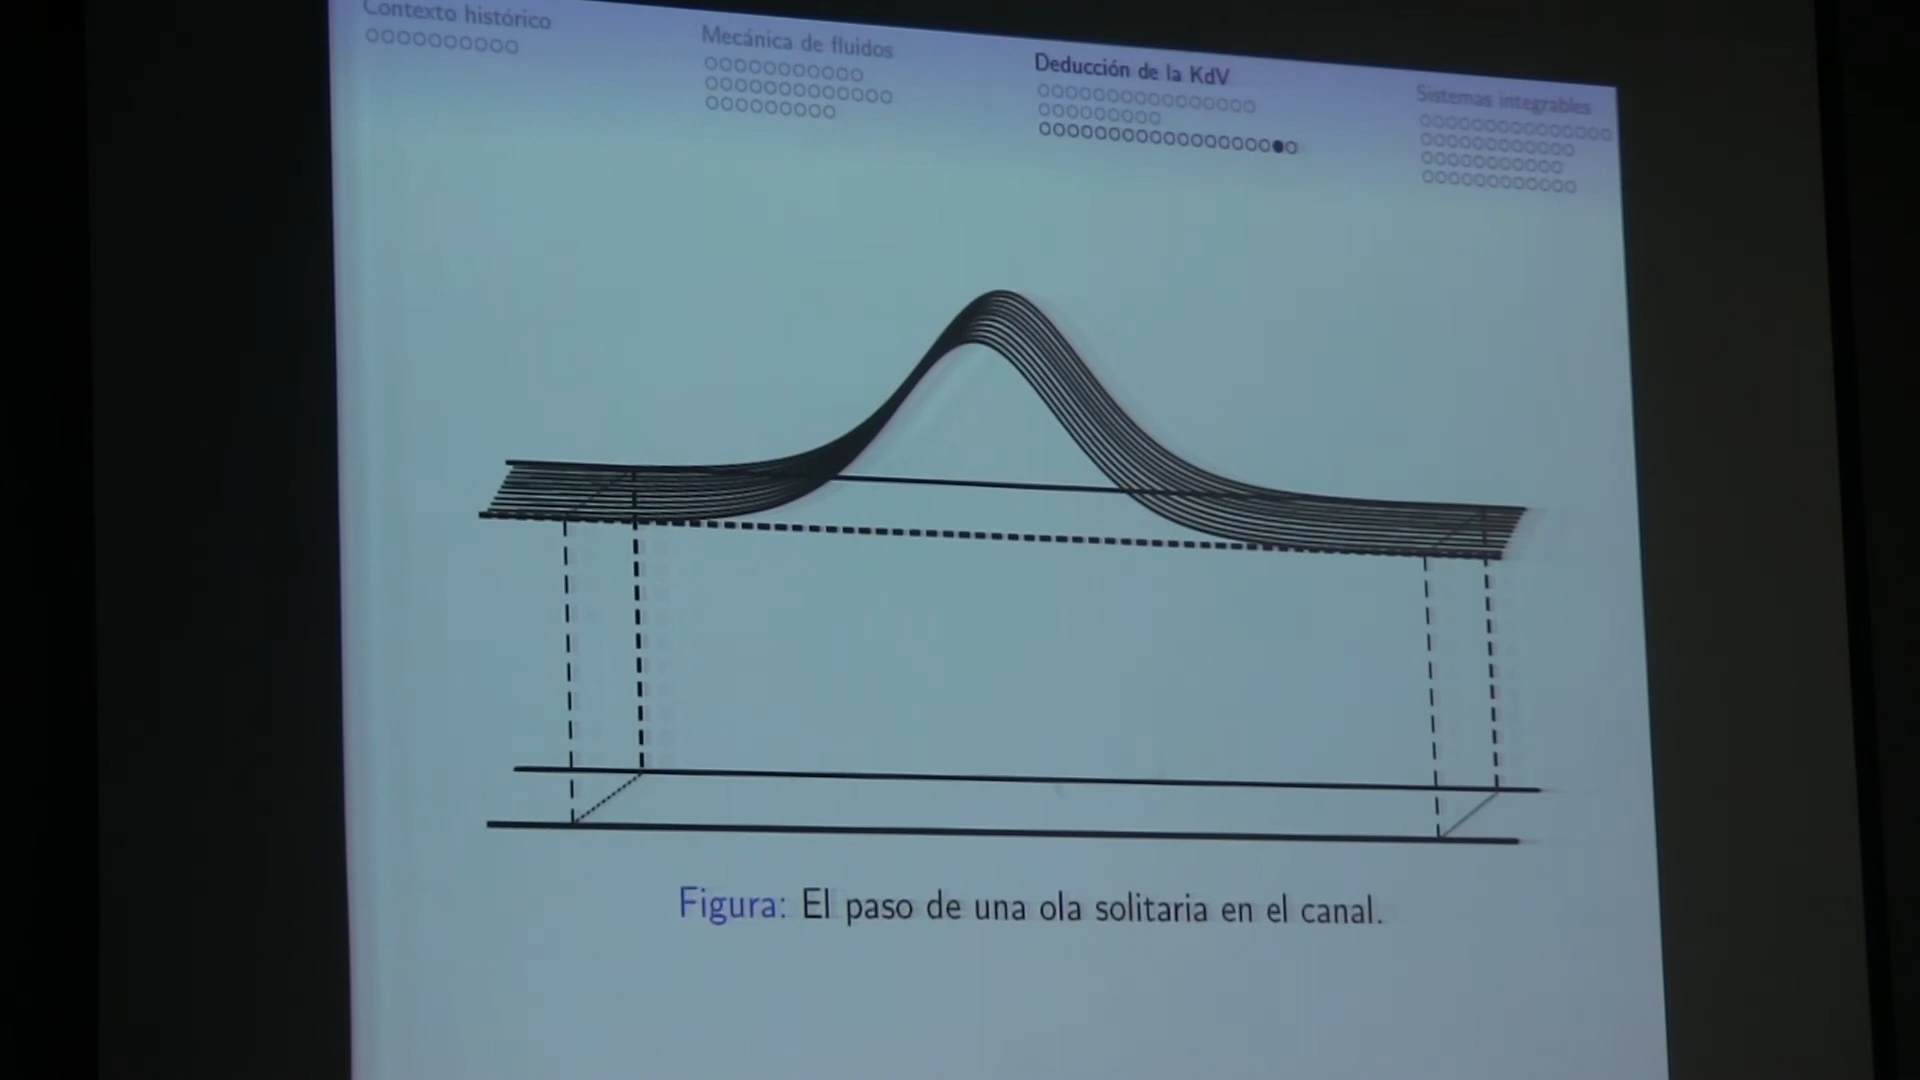 Contexto histórico
Mecánica de fluidos
Deducción de la KdV
Sistemas integrables
Figura: El paso de una ola solitaria en el canal.